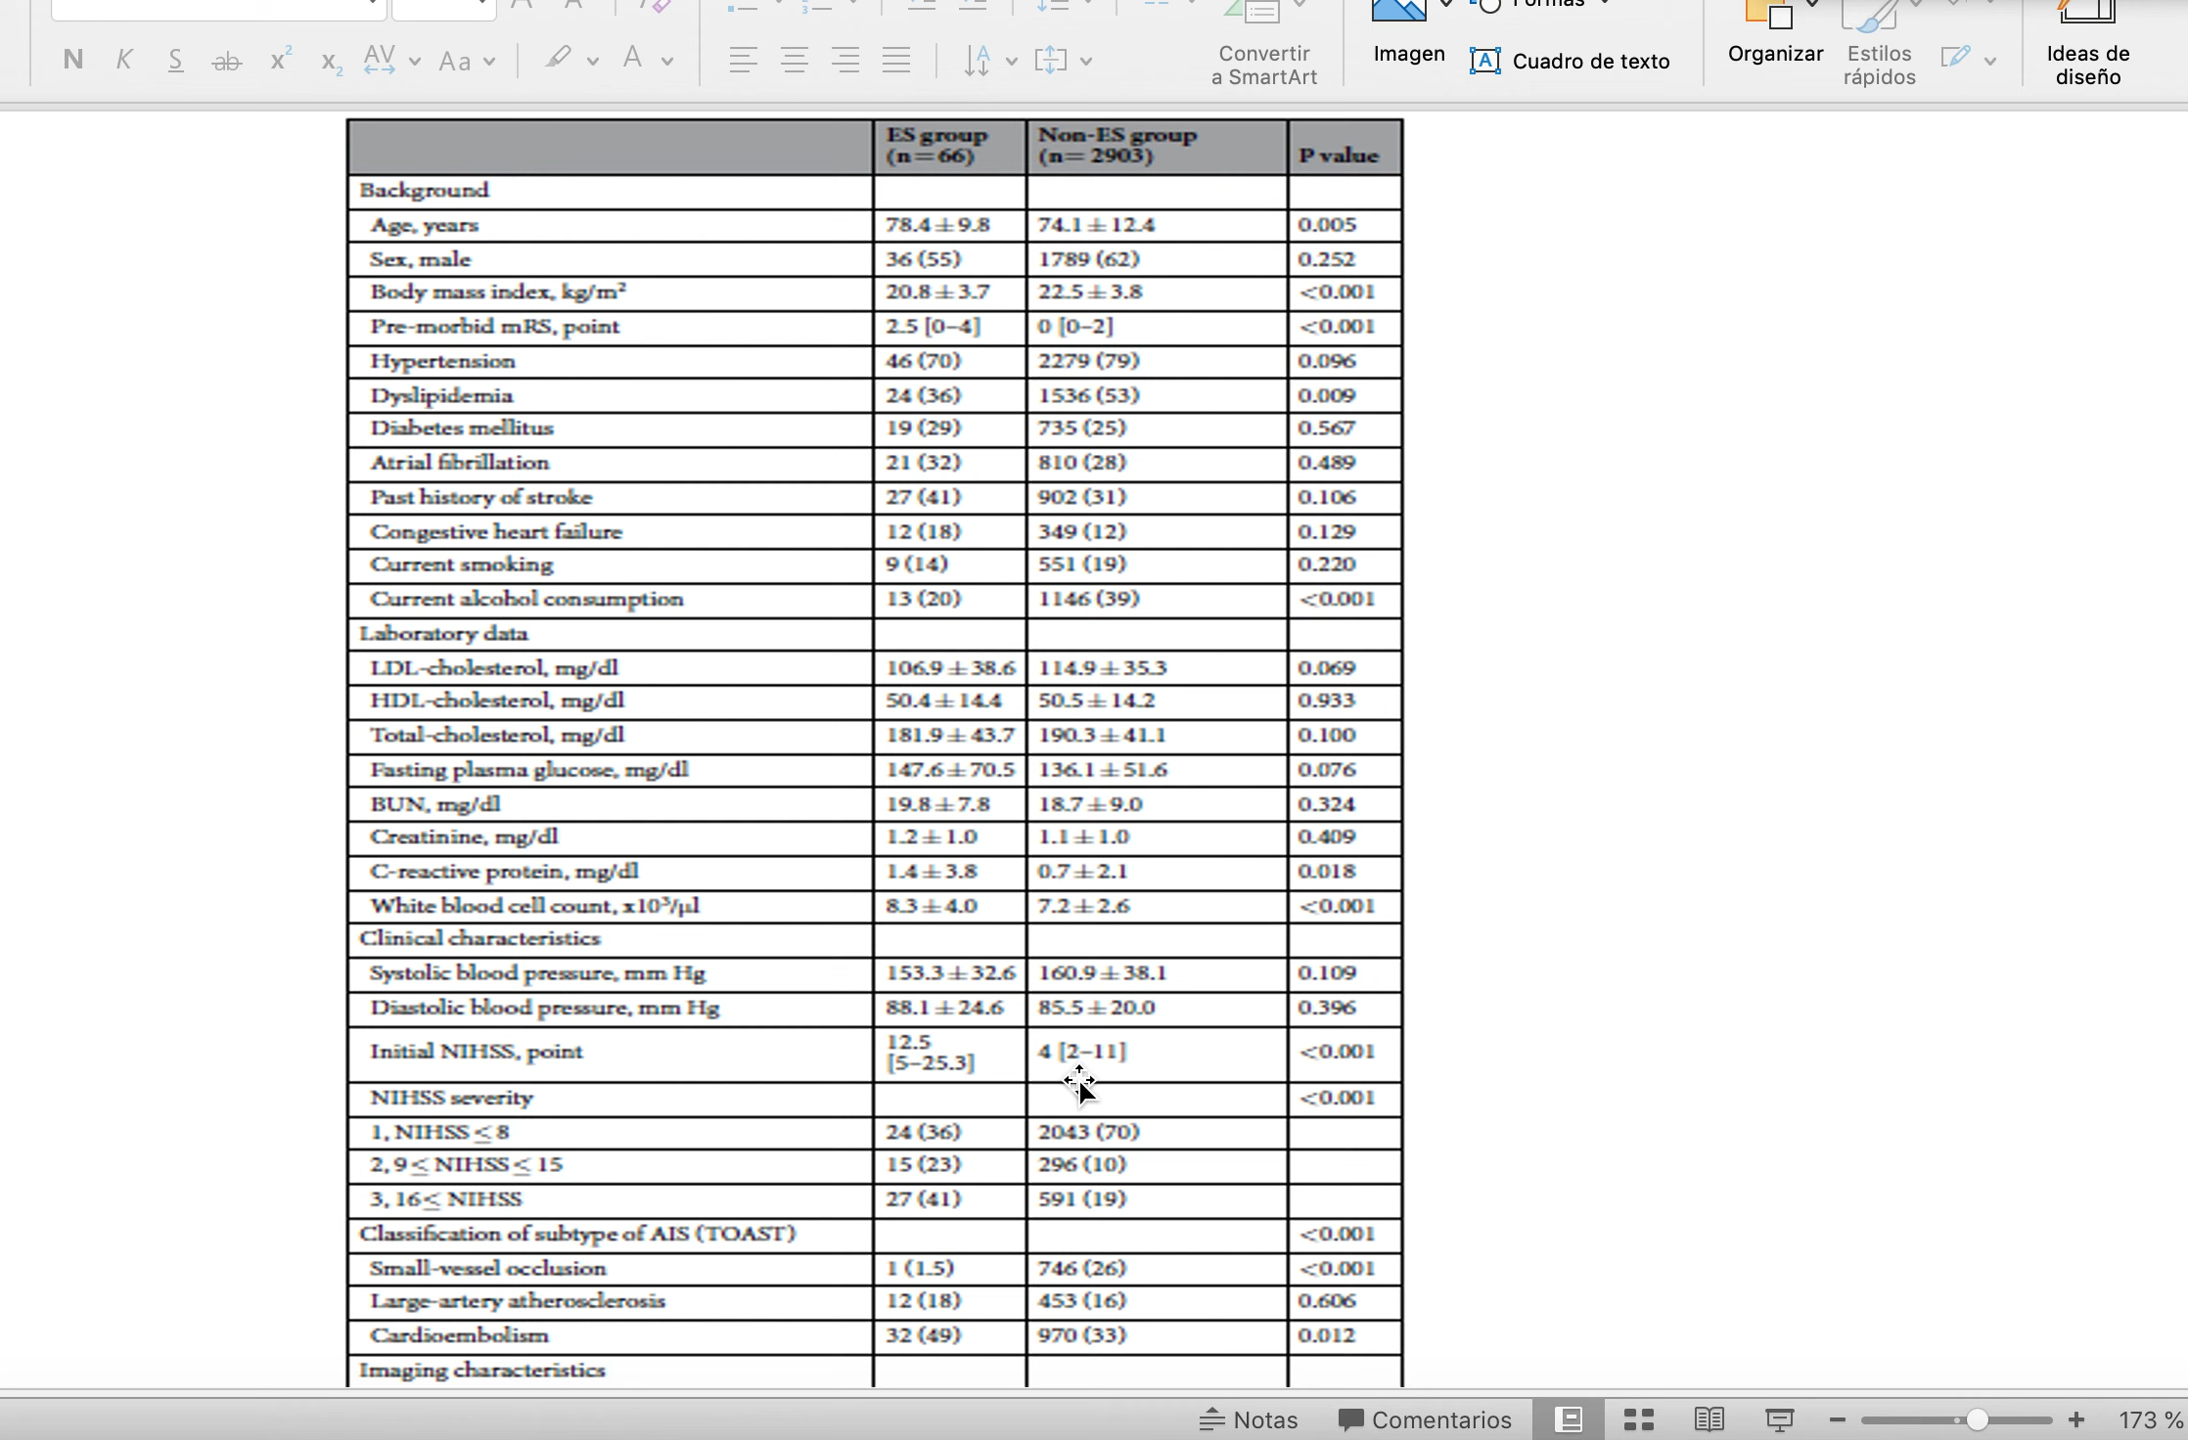 N K S ab x² x₂ AV Aa A
Convertir
a SmartArt
Imagen
Formas
Cuadro de texto
Organizar
Estilos
rápidos
Ideas de
diseño
ES group
(n=66)
Non-ES group
(n= 2903)
P value
Background
Age, years 78.4±9.8 74.1±12.4 0.005
Sex, male 36 (55) 1789 (62) 0.252
Body mass index, kg/m² 20.8±3.7 22.5±3.8 <0.001
Pre-morbid mRS, point 2.5 [0–4] 0 [0–2] <0.001
Hypertension 46 (70) 2279 (79) 0.096
Dyslipidemia 24 (36) 1536 (53) 0.009
Diabetes mellitus 19 (29) 735 (25) 0.567
Atrial fibrillation 21 (32) 810 (28) 0.489
Past history of stroke 27 (41) 902 (31) 0.106
Congestive heart failure 12 (18) 349 (12) 0.129
Current smoking 9 (14) 551 (19) 0.220
Current alcohol consumption 13 (20) 1146 (39) <0.001
Laboratory data
LDL-cholesterol, mg/dl 106.9±38.6 114.9±35.3 0.069
HDL-cholesterol, mg/dl 50.4±14.4 50.5±14.2 0.933
Total-cholesterol, mg/dl 181.9±43.7 190.3±41.1 0.100
Fasting plasma glucose, mg/dl 147.6±70.5 136.1±51.6 0.076
BUN, mg/dl 19.8±7.8 18.7±9.0 0.324
Creatinine, mg/dl 1.2±1.0 1.1±1.0 0.409
C-reactive protein, mg/dl 1.4±3.8 0.7±2.1 0.018
White blood cell count, x10³/μl 8.3±4.0 7.2±2.6 <0.001
Clinical characteristics
Systolic blood pressure, mm Hg 153.3±32.6 160.9±38.1 0.109
Diastolic blood pressure, mm Hg 88.1±24.6 85.5±20.0 0.396
Initial NIHSS, point 12.5 [5–25.3] 4 [2–11] <0.001
NIHSS severity <0.001
1, NIHSS≤8 24 (36) 2043 (70)
2, 9≤NIHSS≤15 15 (23) 296 (10)
3, 16≤ NIHSS 27 (41) 591 (19)
Classification of subtype of AIS (TOAST) <0.001
Small-vessel occlusion 1 (1.5) 746 (26) <0.001
Large-artery atherosclerosis 12 (18) 453 (16) 0.606
Cardioembolism 32 (49) 970 (33) 0.012
Imaging characteristics
Notas Comentarios 173 %